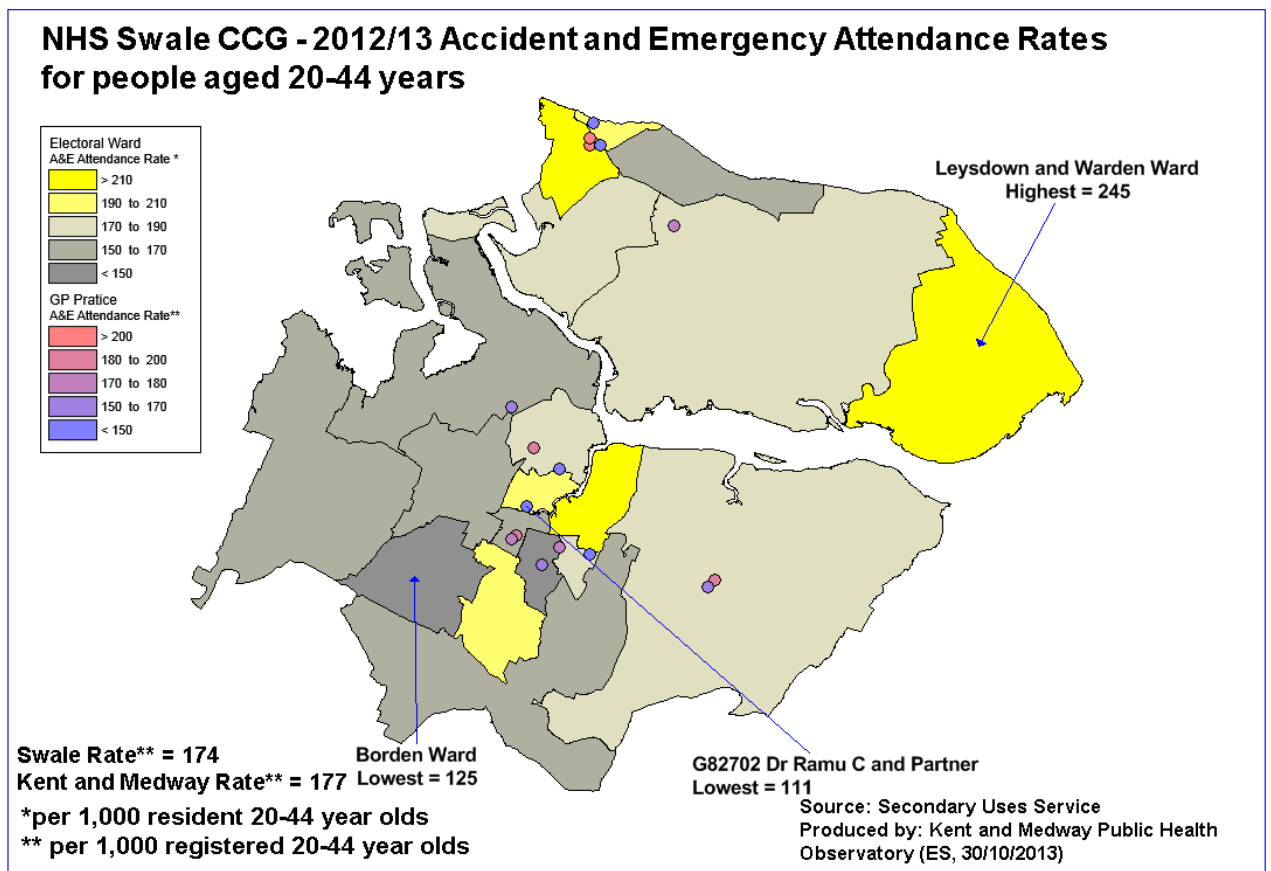 NHS Swale CCG - 2012/13 Accident and Emergency Attendance Rates
for people aged 20-44 years
Electoral Ward
A&E Attendance Rate *
> 210
190 to 210
170 to 190
150 to 170
< 150
GP Pratice
A&E Attendance Rate**
> 200
180 to 200
170 to 180
150 to 170
< 150
Leysdown and Warden Ward
Highest = 245
Borden Ward
Lowest = 125
G82702 Dr Ramu C and Partner
Lowest = 111
Swale Rate** = 174
Kent and Medway Rate** = 177
*per 1,000 resident 20-44 year olds
** per 1,000 registered 20-44 year olds
Source: Secondary Uses Service
Produced by: Kent and Medway Public Health
Observatory (ES, 30/10/2013)